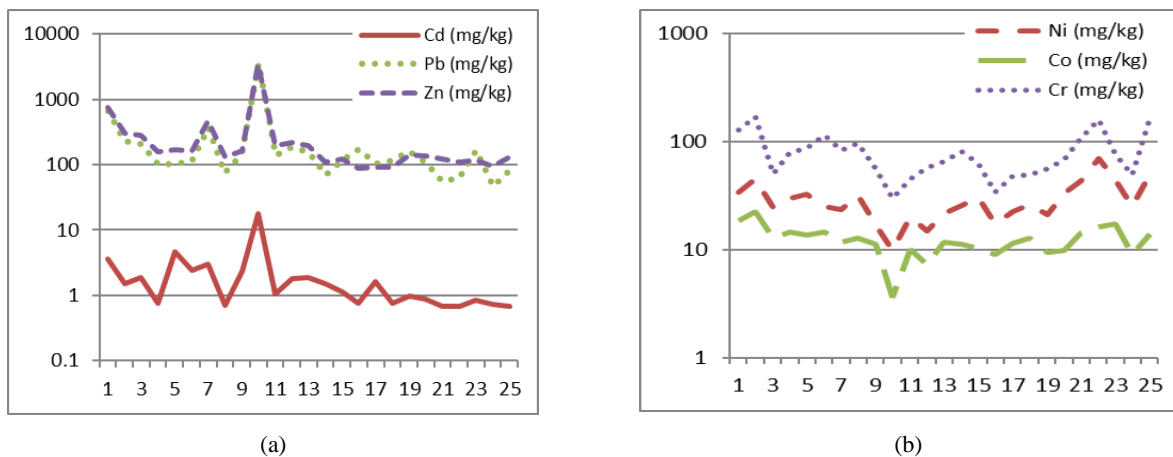 10000
1000
100
10
1
0.1
Cd (mg/kg)
Pb (mg/kg)
Zn (mg/kg)
1 3 5 7 9 11 13 15 17 19 21 23 25
(a)
1000
100
10
1
Ni (mg/kg)
Co (mg/kg)
Cr (mg/kg)
1 3 5 7 9 11 13 15 17 19 21 23 25
(b)